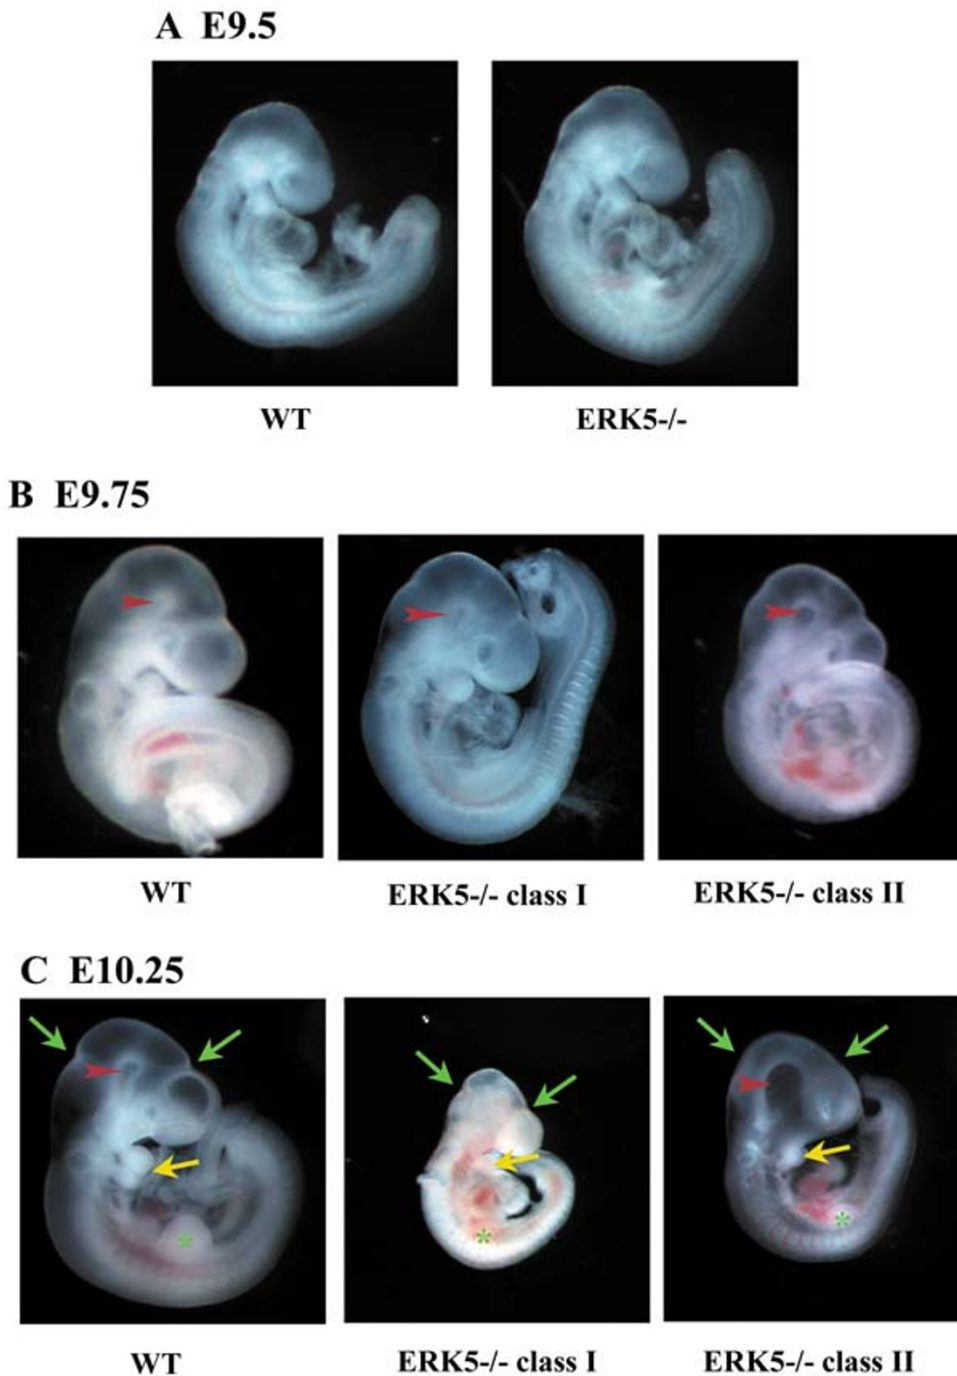 A E9.5
WT ERK5-/-
B E9.75
WT ERK5-/- class I ERK5-/- class II
C E10.25
* * *
WT ERK5-/- class I ERK5-/- class II